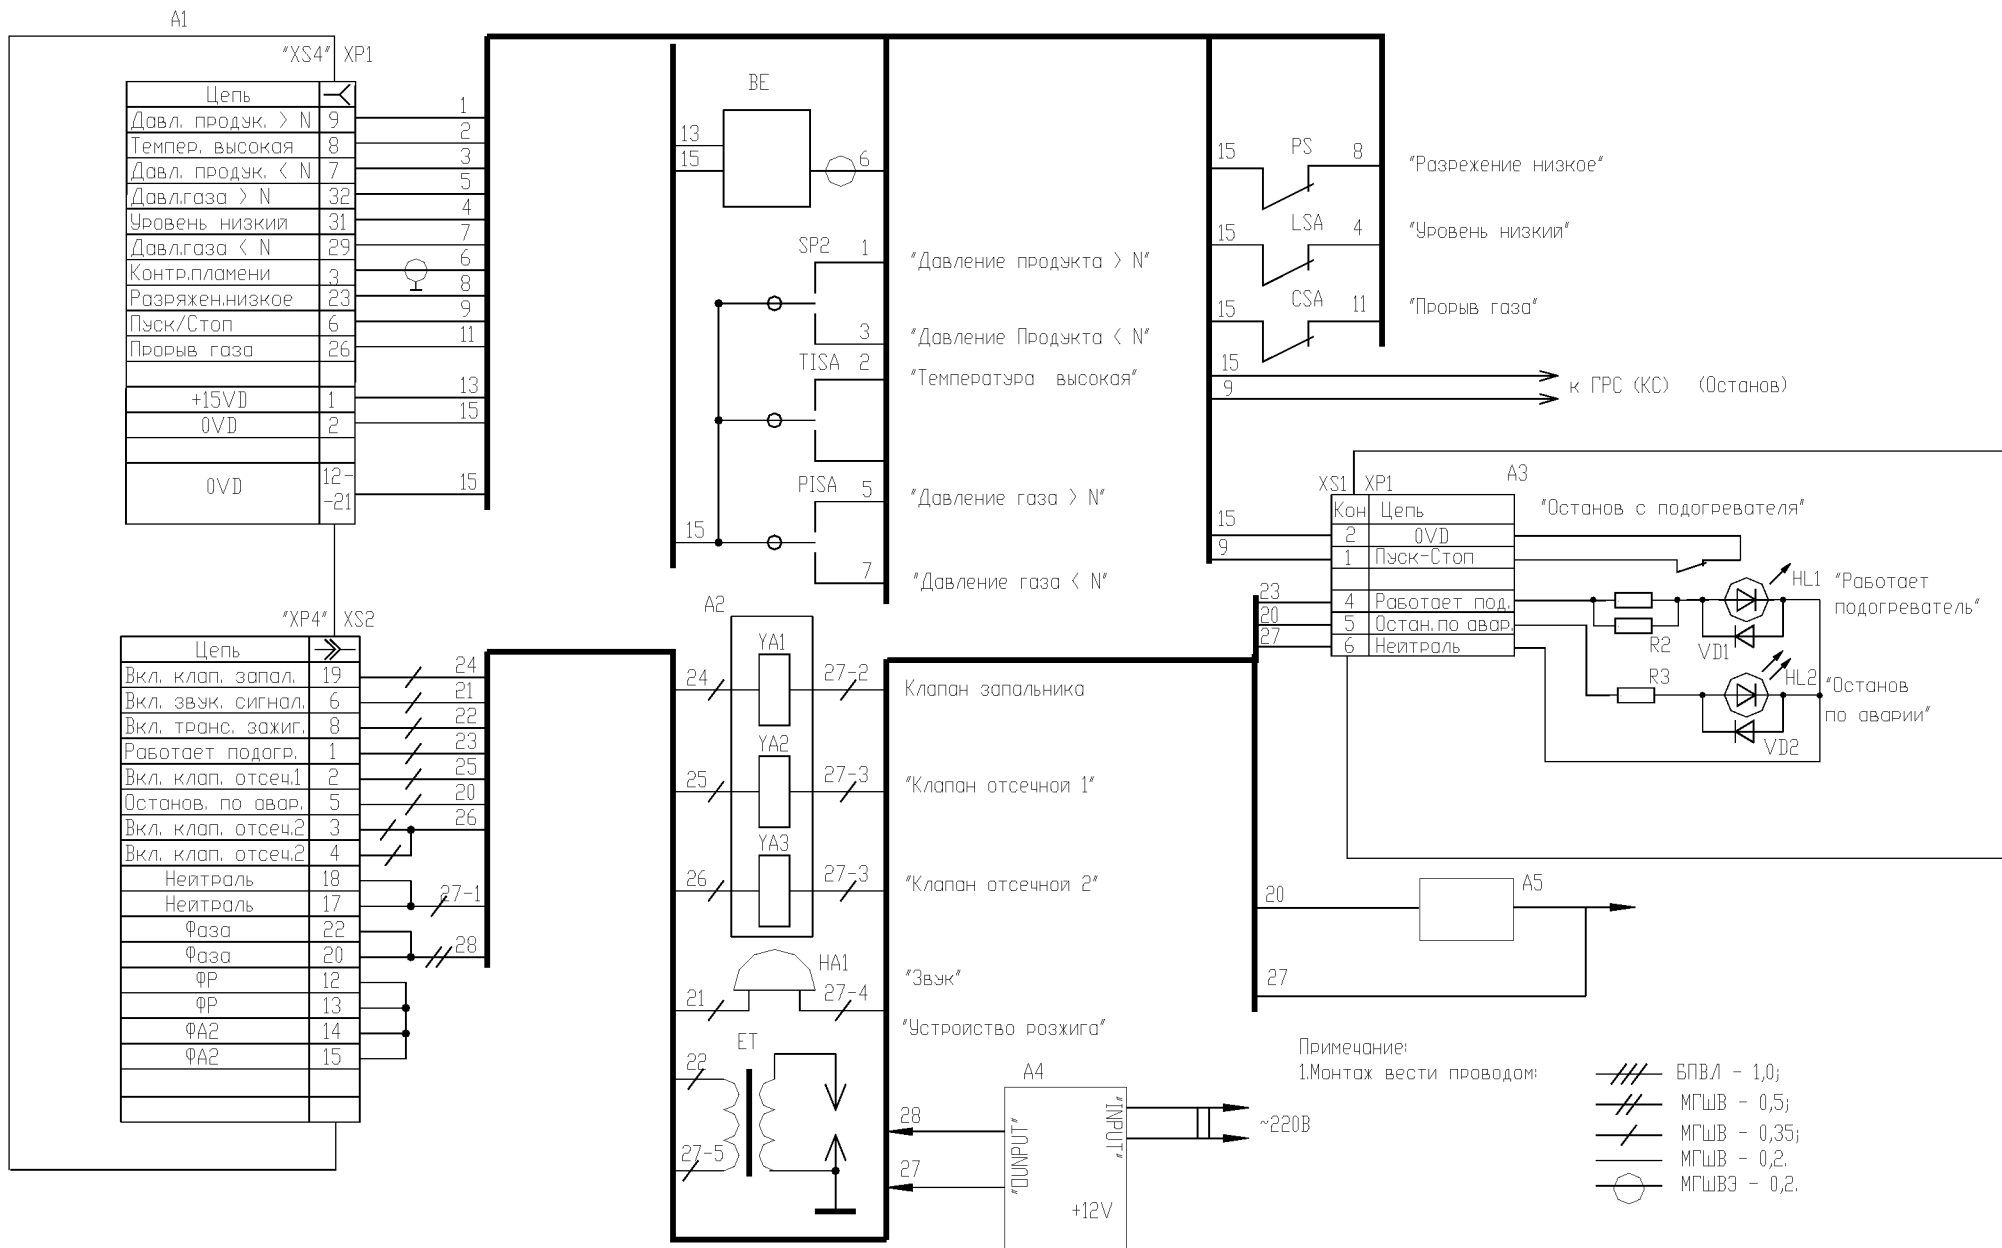 A1
"XS4" XP1
Цепь
Давл. продук. > N 9 1
Темпер. высокая 8 2
Давл. продук. < N 7 3
Давл.газа > N 32 5
Уровень низкий 31 4
Давл.газа < N 29 7
Контр.пламени 3 6
Разряжен.низкое 23 8
Пуск/Стоп 6 9
Прорыв газа 26 11
+15VD 1 13
0VD 2 15
0VD 12--21 15
"XP4" XS2
Цепь
Вкл. клап. запал. 19 24
Вкл. звук. сигнал. 6 21
Вкл. транс. зажиг. 8 22
Работает подогр. 1 23
Вкл. клап. отсеч.1 2 25
Останов. по авар. 5 20
Вкл. клап. отсеч.2 3 26
Вкл. клап. отсеч.2 4
Нейтраль 18
Нейтраль 17 27-1
Фаза 22
Фаза 20 28
ФР 12
ФР 13
ФА2 14
ФА2 15
BE
13
15
6
SP2 1
"Давление продукта > N"
3
"Давление Продукта < N"
TISA 2
"Температура высокая"
PISA 5
"Давление газа > N"
15
7
"Давление газа < N"
A2
YA1
24 27-2
Клапан запальника
YA2
25 27-3
"Клапан отсечной 1"
YA3
26 27-3
"Клапан отсечной 2"
HA1
"Звук"
21 27-4
"Устройство розжига"
ET
22
27-5
15 PS 8
"Разрежение низкое"
15 LSA 4
"Уровень низкий"
15 CSA 11
"Прорыв газа"
15
9
к ГРС (КС) (Останов)
A3
XS1 XP1
Кон Цепь
"Останов с подогревателя"
15 2 0VD
9 1 Пуск-Стоп
23 4 Работает под.
20 5 Остан.по авар.
27 6 Нейтраль
HL1 "Работает
подогреватель"
R2 VD1
R3
HL2 "Останов
по аварии"
VD2
20
A5
27
A4
28
27
"OUNPUT"
"INPUT"
+12V
~220В
Примечание:
1.Монтаж вести проводом:
БПВЛ - 1,0;
МГШВ - 0,5;
МГШВ - 0,35;
МГШВ - 0,2.
МГШВЭ - 0,2.